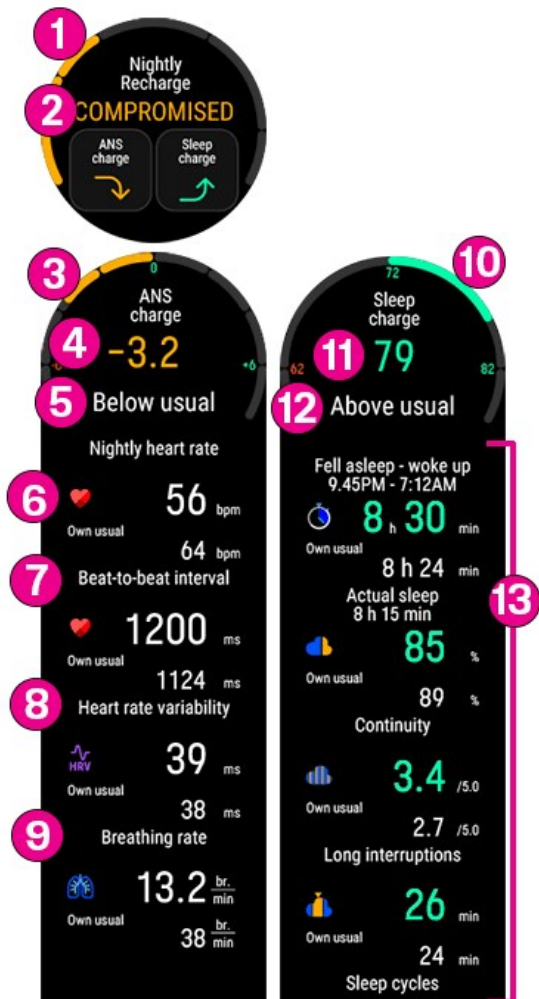 1
Nightly
Recharge
2
COMPROMISED
ANS
charge
Sleep
charge
3
0
ANS
charge
4
-3.2
+6
5
Below usual
Nightly heart rate
6
56 bpm
Own usual
64 bpm
7
Beat-to-beat interval
1200 ms
Own usual
1124 ms
8
Heart rate variability
HRV
39 ms
Own usual
38 ms
9
Breathing rate
13.2 br.
min
Own usual
38 br.
min
10
72
Sleep
charge
11
79
62
82
12
Above usual
13
Fell asleep - woke up
9.45PM - 7:12AM
8 h 30 min
Own usual
8 h 24 min
Actual sleep
8 h 15 min
85 %
Own usual
89 %
Continuity
3.4 /5.0
Own usual
2.7 /5.0
Long interruptions
26 min
Own usual
24 min
Sleep cycles